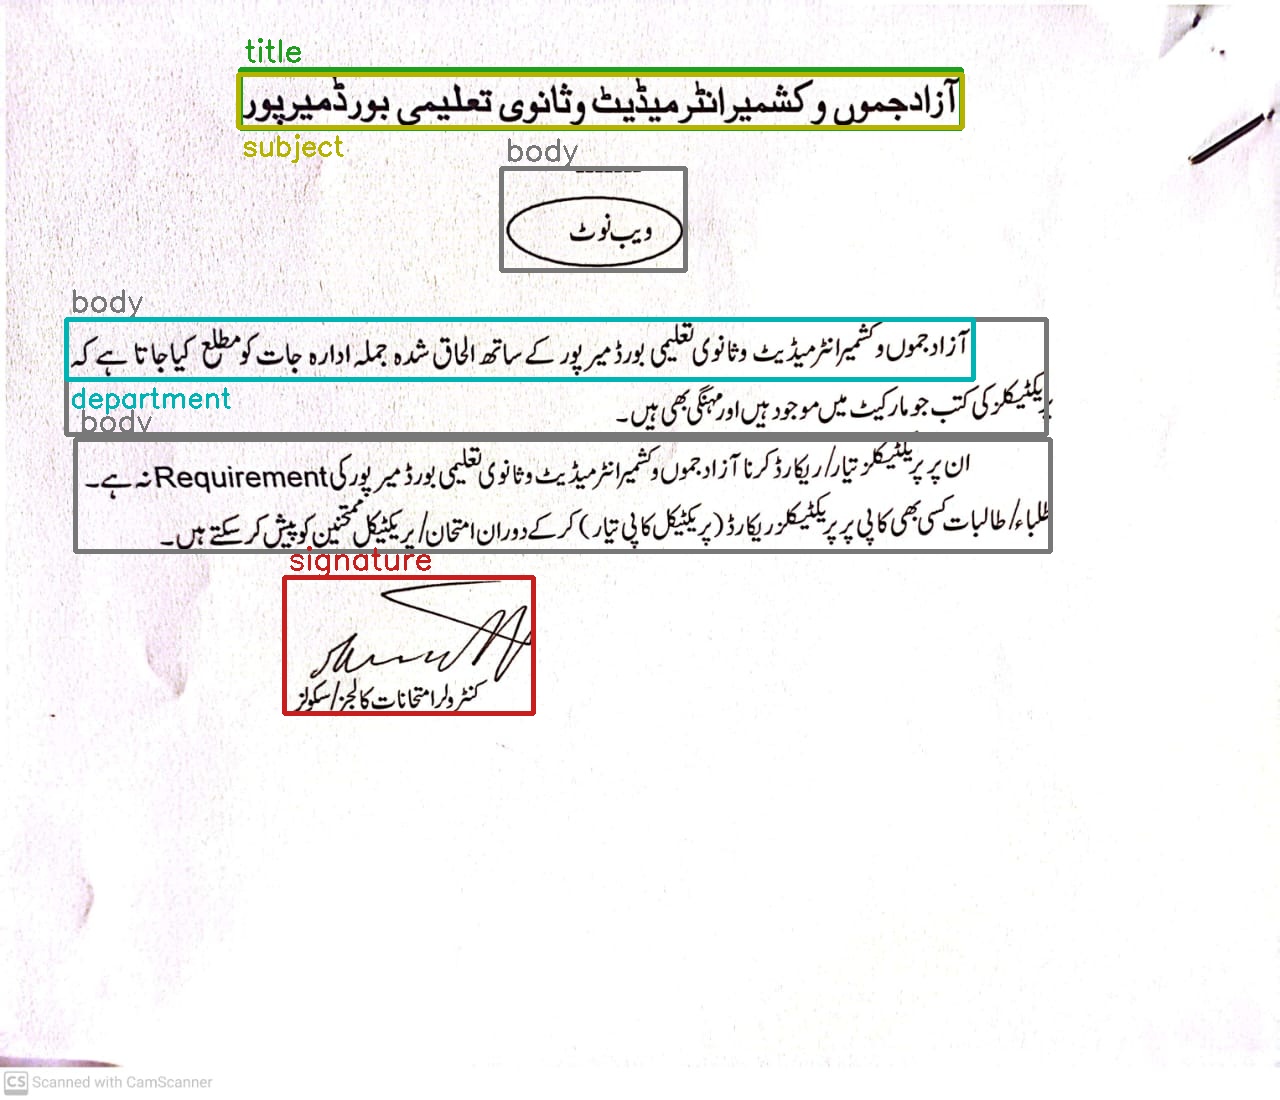 title
آزاد جموں و کشمیر انٹرمیڈیٹ وثانوی تعلیمی بورڈ میرپور
subject
body
ویب نوٹ
body
آزاد جموں و کشمیر انٹرمیڈیٹ وثانوی تعلیمی بورڈ میرپور کے ساتھ الحاق شدہ جملہ ادارہ جات کو مطلع کیا جاتا ہے کہ
department
پریکٹیکلز کی کتب جو مارکیٹ میں موجود ہیں اور مہنگی بھی ہیں۔
body
ان پر پریکٹیکلز تیار/ریکارڈ کرنا آزاد جموں و کشمیر انٹرمیڈیٹ وثانوی تعلیمی بورڈ میرپور کی Requirement نہ ہے۔
طلباء/طالبات کسی بھی کاپی پر پریکٹیکلز ریکارڈ (پریکٹیکل کاپی تیار) کر کے دوران امتحان/پریکٹیکل ممتحنین کو پیش کر سکتے ہیں۔
signature
کنٹرولر امتحانات کالجز/سکولز
CS Scanned with CamScanner